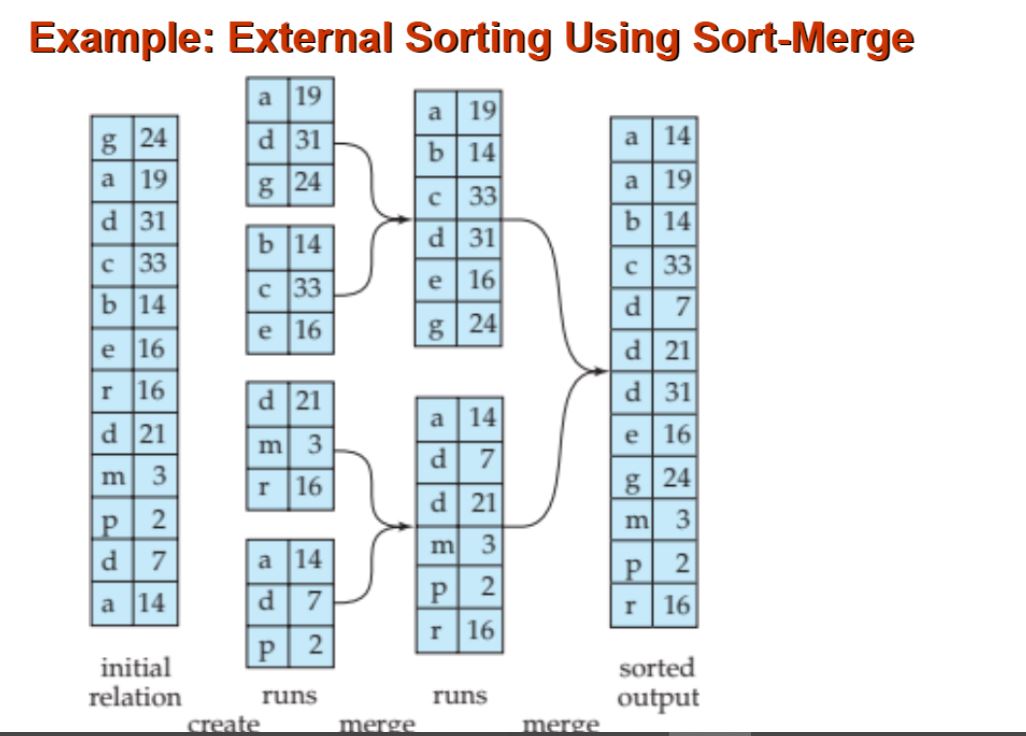 Example: External Sorting Using Sort-Merge
g 24
a 19
d 31
c 33
b 14
e 16
r 16
d 21
m 3
p 2
d 7
a 14
initial
relation
create
a 19
d 31
g 24
b 14
c 33
e 16
d 21
m 3
r 16
a 14
d 7
p 2
runs
merge
a 19
b 14
c 33
d 31
e 16
g 24
a 14
d 7
d 21
m 3
p 2
r 16
runs
merge
a 14
a 19
b 14
c 33
d 7
d 21
d 31
e 16
g 24
m 3
p 2
r 16
sorted
output